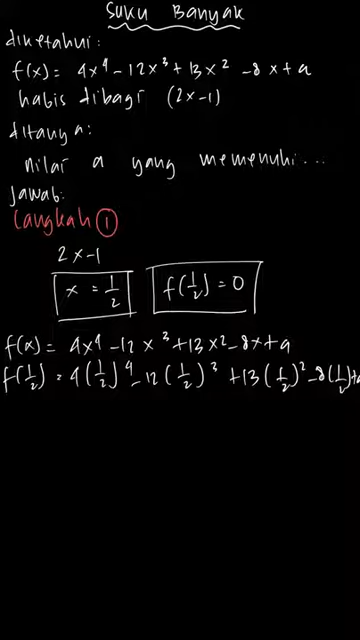 Suku Banyak
diketahui:
f(x) = 4x⁴ - 12x³ + 13x² - 8x + a
habis dibagi (2x-1)
ditanya:
nilai a yang memenuhi...
Jawab:
Langkah ①
2x-1
x = 1/2   f(1/2) = 0
f(x) = 4x⁴ - 12x³ + 13x² - 8x + a
f(1/2) = 4(1/2)⁴ - 12(1/2)³ + 13(1/2)² - 8(1/2) + a